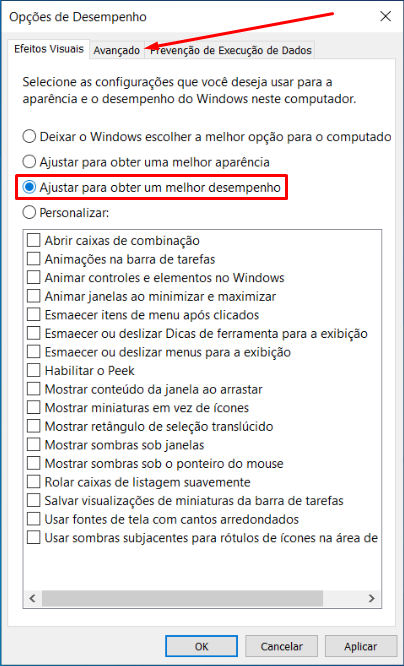 Opções de Desempenho
Efeitos Visuais Avançado Prevenção de Execução de Dados
Selecione as configurações que você deseja usar para a
aparência e o desempenho do Windows neste computador.
Deixar o Windows escolher a melhor opção para o computado
Ajustar para obter uma melhor aparência
Ajustar para obter um melhor desempenho
Personalizar:
Abrir caixas de combinação
Animações na barra de tarefas
Animar controles e elementos no Windows
Animar janelas ao minimizar e maximizar
Esmaecer itens de menu após clicados
Esmaecer ou deslizar Dicas de ferramenta para a exibição
Esmaecer ou deslizar menus para a exibição
Habilitar o Peek
Mostrar conteúdo da janela ao arrastar
Mostrar miniaturas em vez de ícones
Mostrar retângulo de seleção translúcido
Mostrar sombras sob janelas
Mostrar sombras sob o ponteiro do mouse
Rolar caixas de listagem suavemente
Salvar visualizações de miniaturas da barra de tarefas
Usar fontes de tela com cantos arredondados
Usar sombras subjacentes para rótulos de ícones na área de
OK Cancelar Aplicar